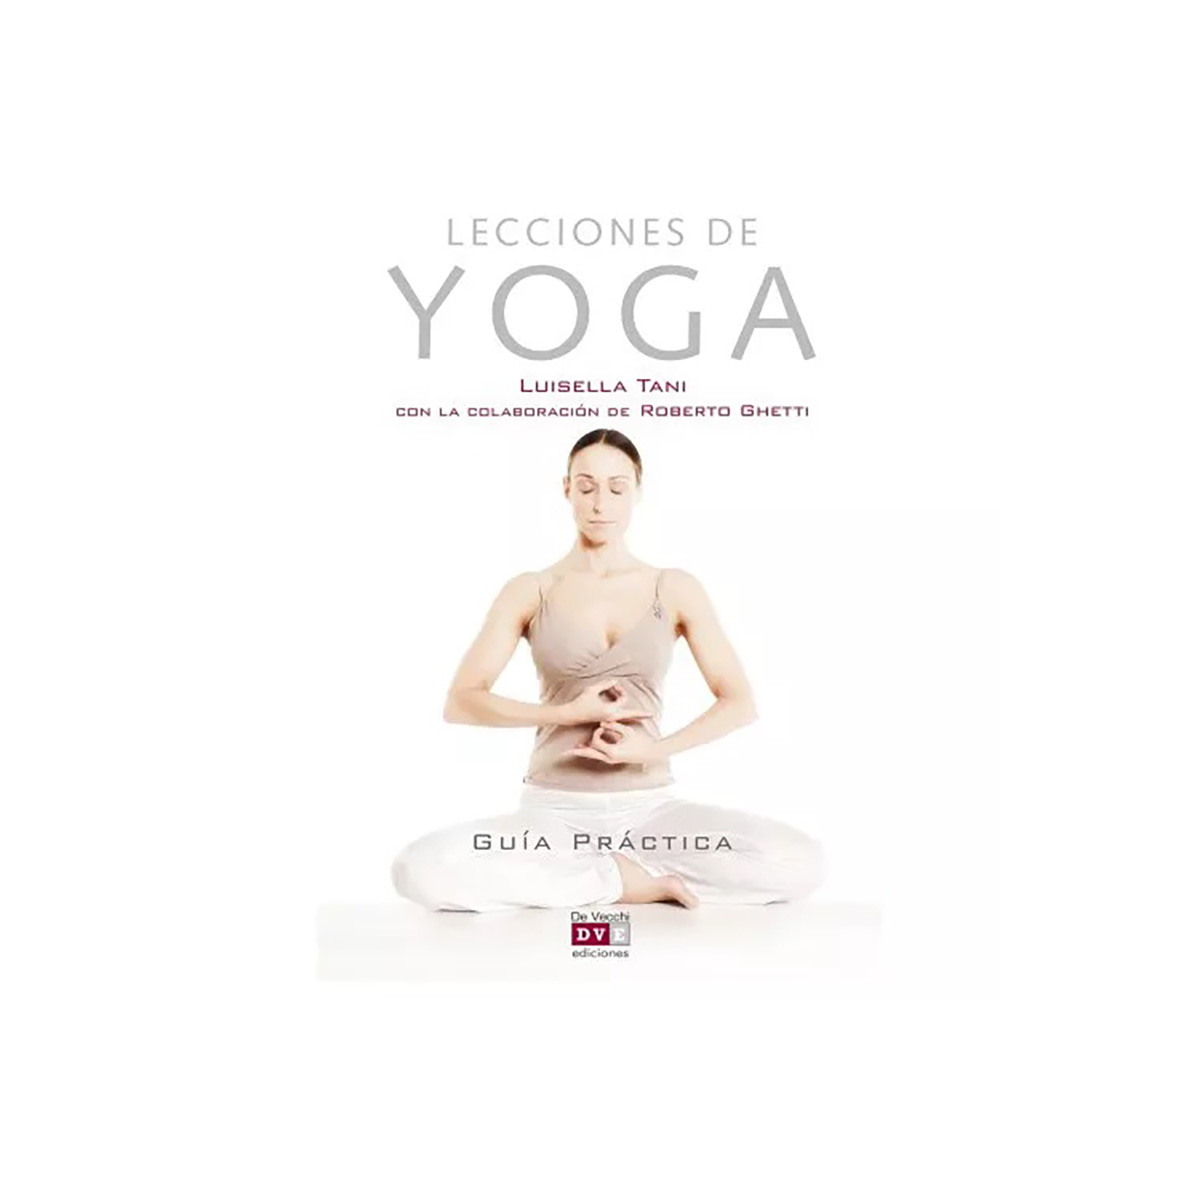 LECCIONES DE
YOGA
LUISELLA TANI
CON LA COLABORACIÓN DE ROBERTO GHETTI
GUÍA PRÁCTICA
De Vecchi
DVE
ediciones